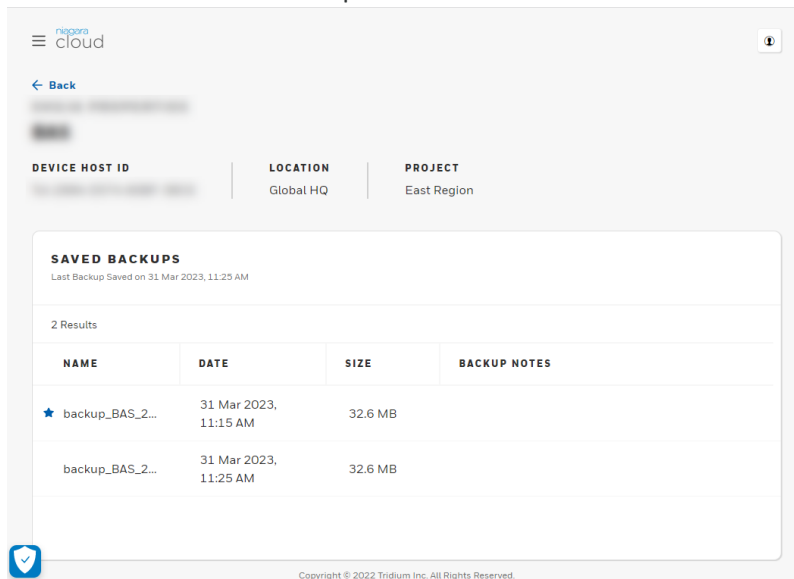 niagara
cloud
Back
BAS
DEVICE HOST ID
LOCATION
PROJECT
Global HQ
East Region
SAVED BACKUPS
Last Backup Saved on 31 Mar 2023, 11:25 AM
2 Results
NAME
DATE
SIZE
BACKUP NOTES
backup_BAS_2...
31 Mar 2023,
11:15 AM
32.6 MB
backup_BAS_2...
31 Mar 2023,
11:25 AM
32.6 MB
Copyright © 2022 Tridium Inc. All Rights Reserved.